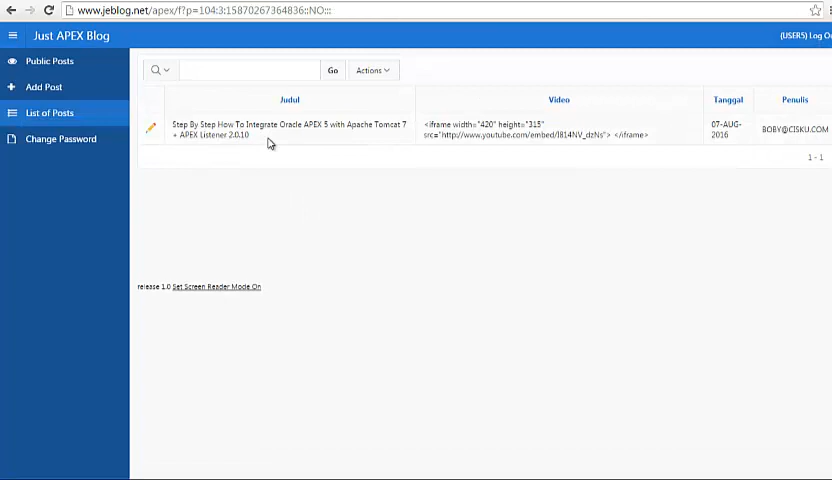 www.jeblog.net/apex/f?p=104:3:15870267364836::NO:::
Just APEX Blog
(USER5) Log Ou
Public Posts
Add Post
List of Posts
Change Password
Go
Actions
Judul
Video
Tanggal
Penulis
Step By Step How To Integrate Oracle APEX 5 with Apache Tomcat 7
+ APEX Listener 2.0.10
<iframe width="420" height="315"
src="http://www.youtube.com/embed/l814NV_dzNs"> </iframe>
07-AUG-
2016
BOBY@CISKU.COM
1 - 1
release 1.0 Set Screen Reader Mode On